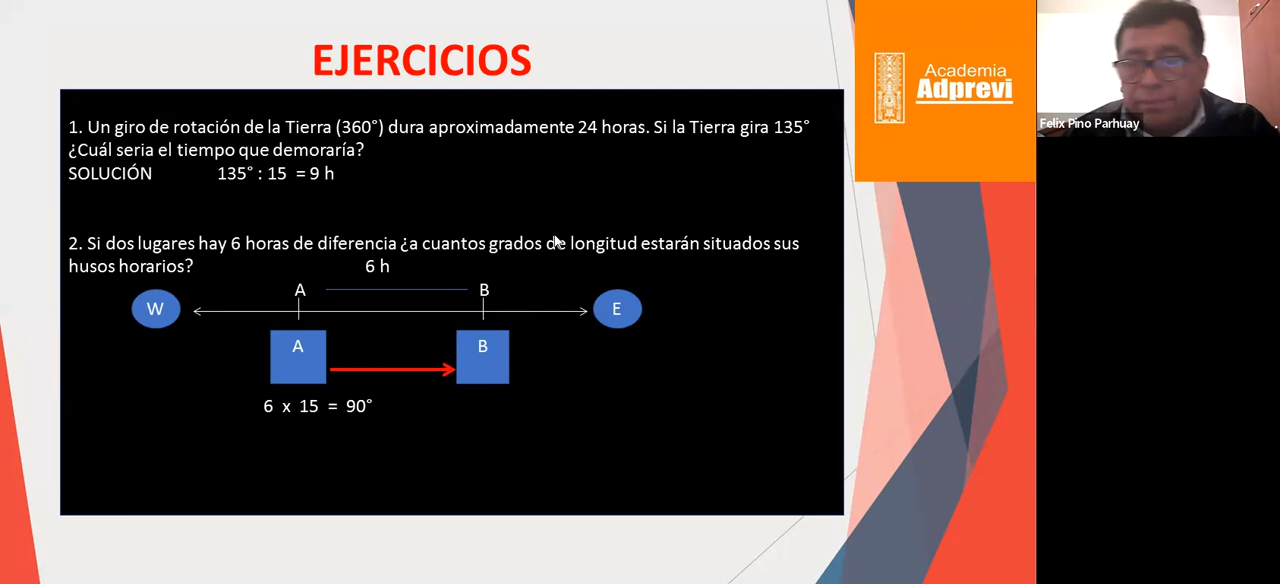 EJERCICIOS
1. Un giro de rotación de la Tierra (360°) dura aproximadamente 24 horas. Si la Tierra gira 135°
¿Cuál seria el tiempo que demoraría?
SOLUCIÓN 135° : 15 = 9 h
2. Si dos lugares hay 6 horas de diferencia ¿a cuantos grados de longitud estarán situados sus
husos horarios? 6 h
A B
W E
A B
6 x 15 = 90°
Academia
Adprevi
Felix Pino Parhuay